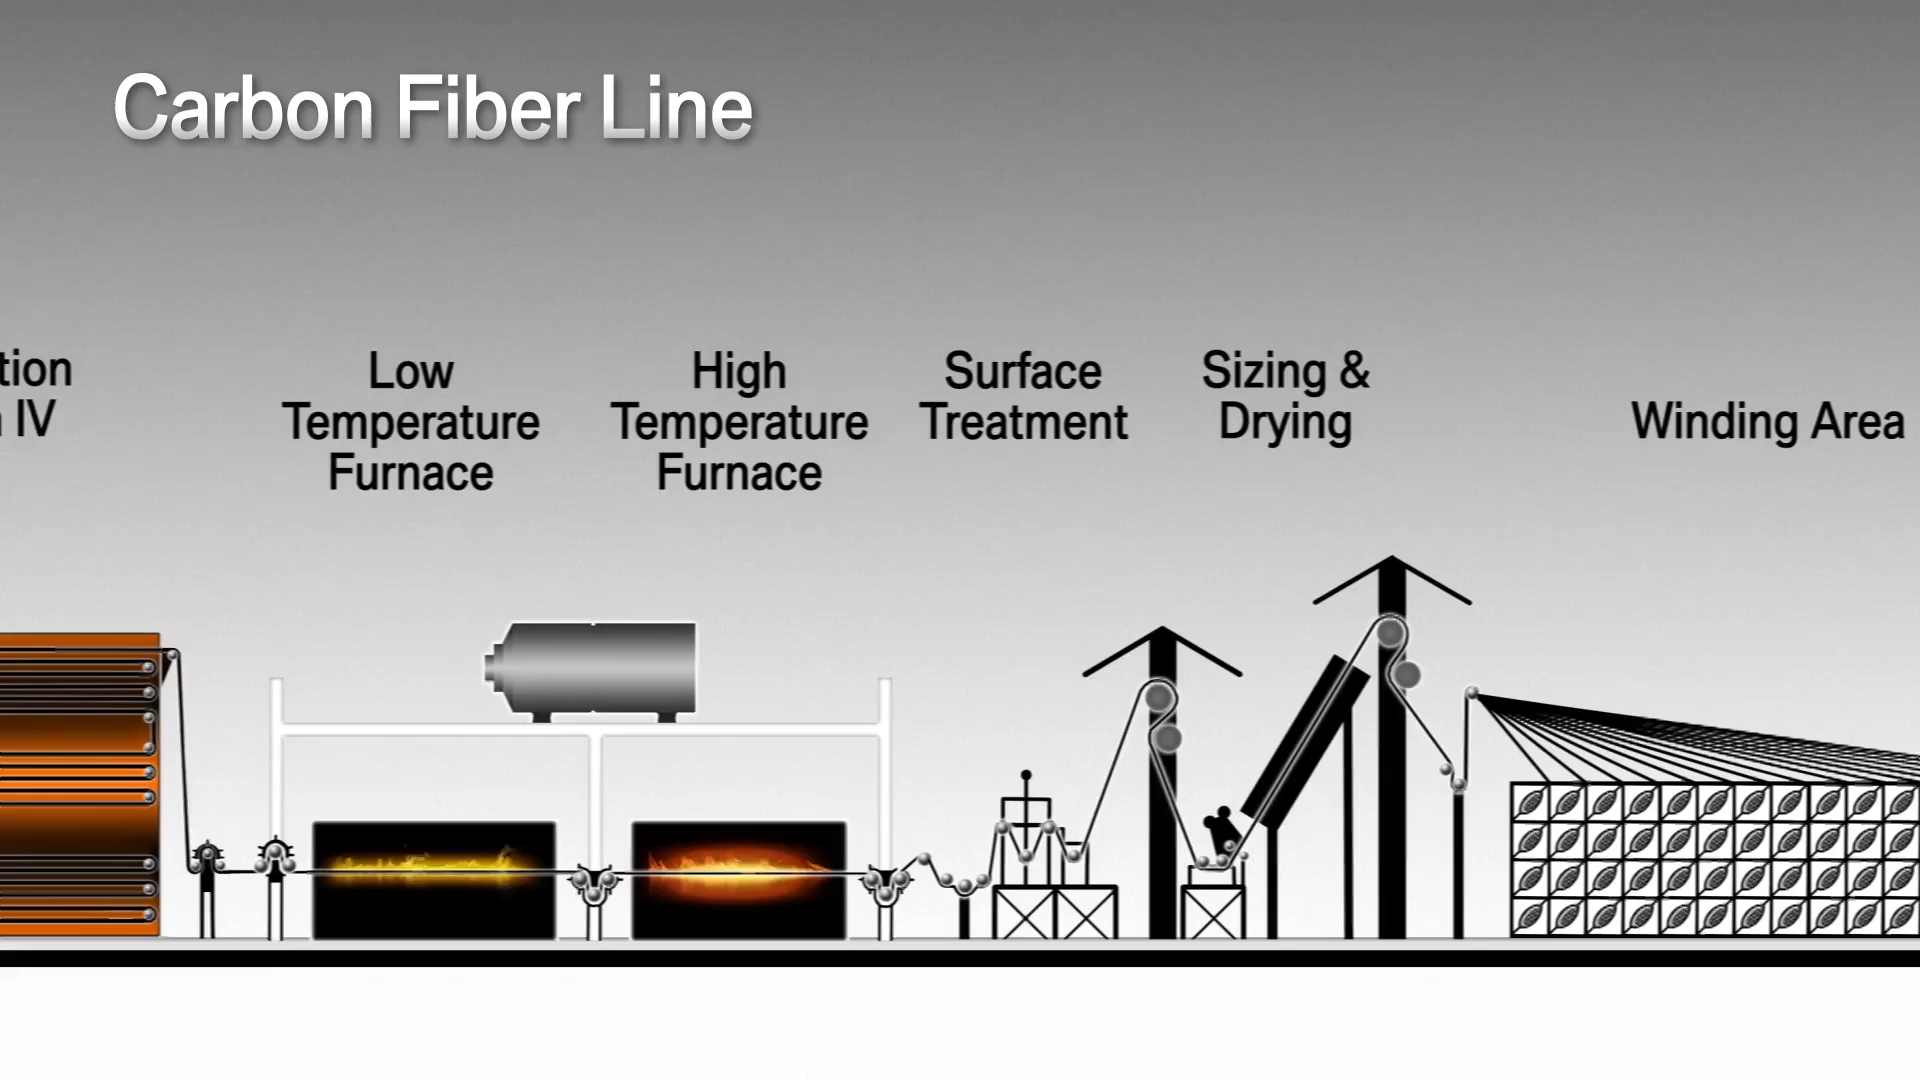 Carbon Fiber Line
tion
IV
Low
Temperature
Furnace
High
Temperature
Furnace
Surface
Treatment
Sizing &
Drying
Winding Area